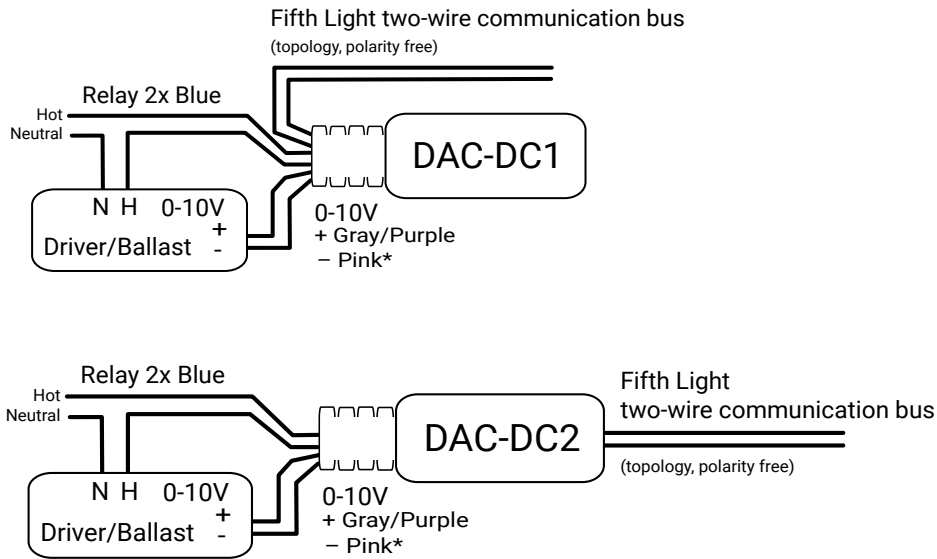 Fifth Light two-wire communication bus
(topology, polarity free)
Relay 2x Blue
Hot
Neutral
DAC-DC1
N H 0-10V
+
Driver/Ballast -
0-10V
+ Gray/Purple
– Pink*
Relay 2x Blue
Hot
Neutral
Fifth Light
two-wire communication bus
DAC-DC2
(topology, polarity free)
N H 0-10V
+
Driver/Ballast -
0-10V
+ Gray/Purple
– Pink*